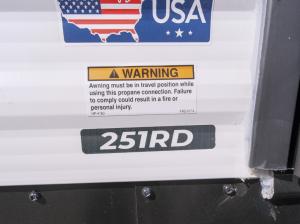 USA
⚠ WARNING
Awning must be in travel position while
using this propane connection. Failure
to comply could result in a fire or
personal injury.
251RD